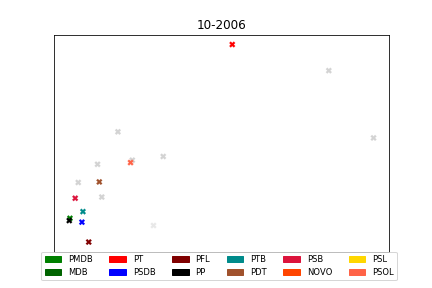 10-2006
PMDB PT PFL PTB PSB PSL
MDB PSDB PP PDT NOVO PSOL